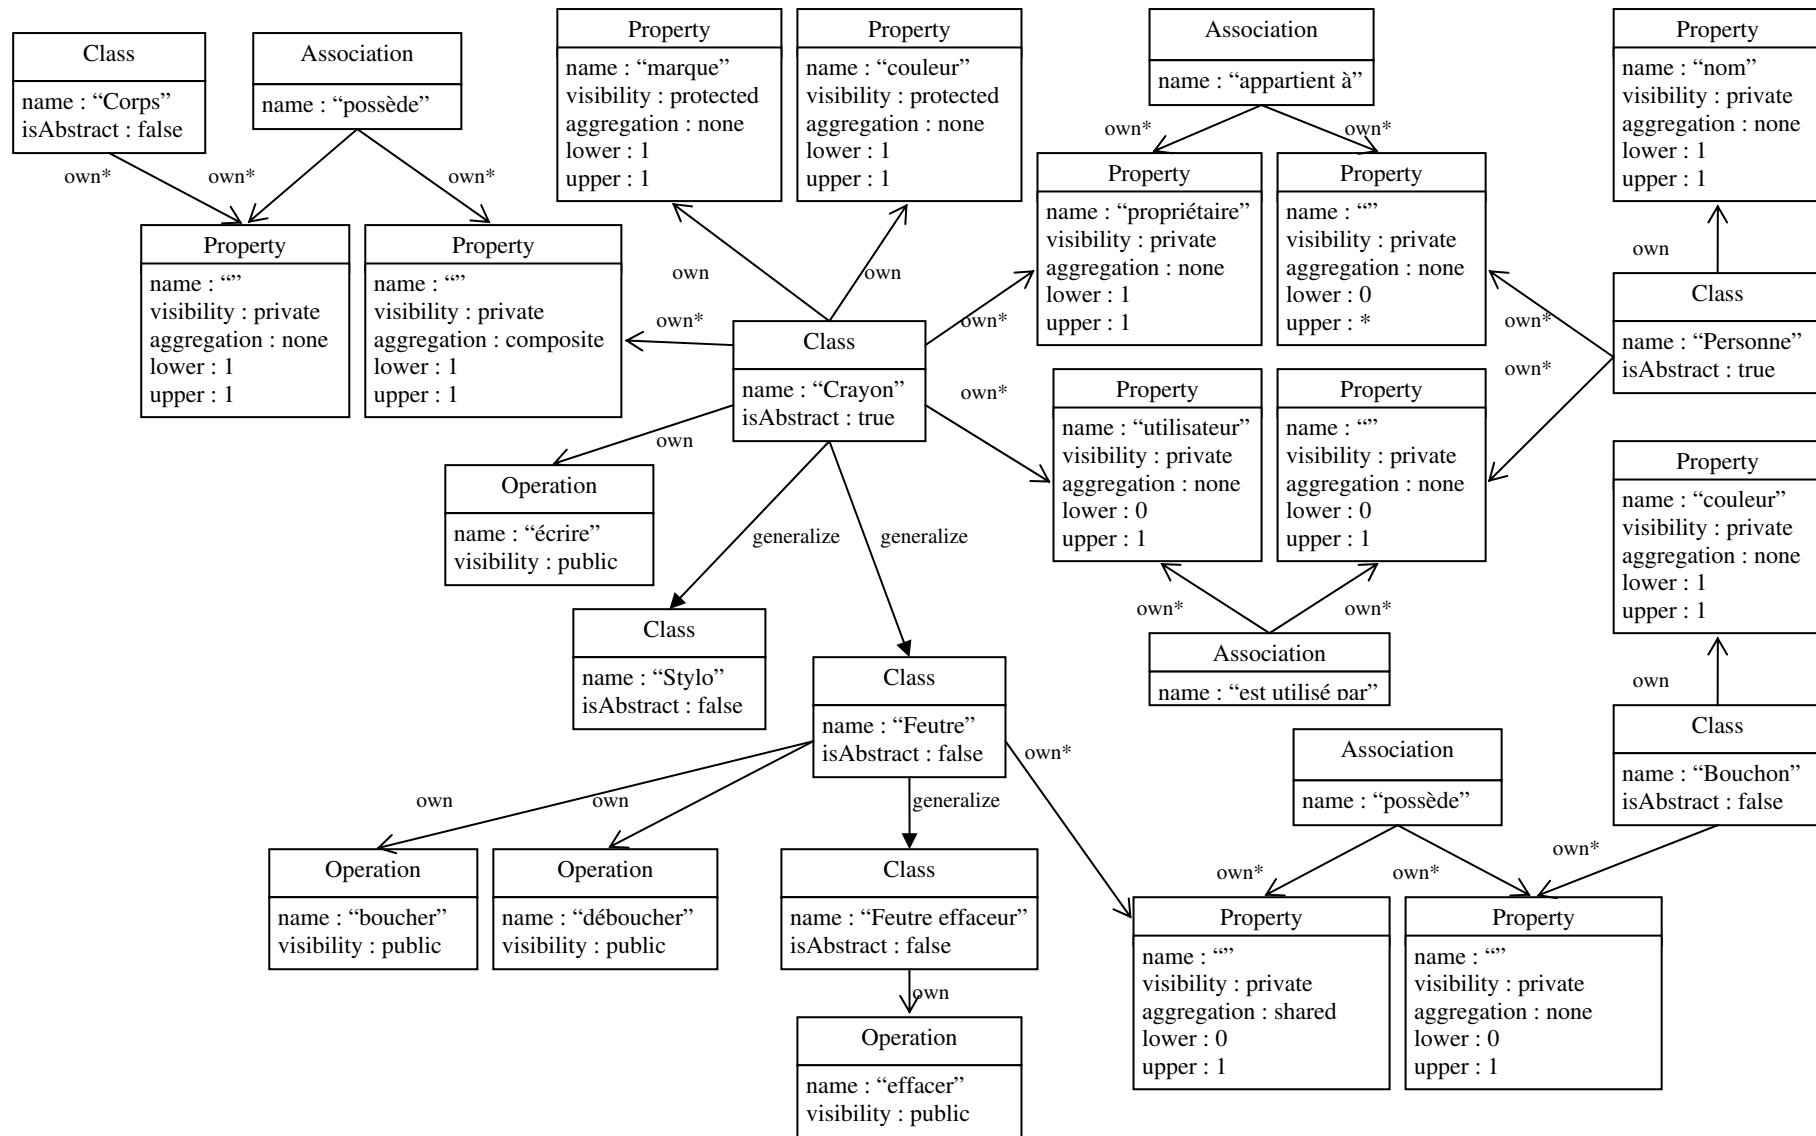 Class
name : “Corps”
isAbstract : false
Association
name : “possède”
Property
name : “marque”
visibility : protected
aggregation : none
lower : 1
upper : 1
Property
name : “couleur”
visibility : protected
aggregation : none
lower : 1
upper : 1
Association
name : “appartient à”
Property
name : “nom”
visibility : private
aggregation : none
lower : 1
upper : 1
own*
own*
own*
own*
own*
Property
name : “”
visibility : private
aggregation : none
lower : 1
upper : 1
Property
name : “”
visibility : private
aggregation : composite
lower : 1
upper : 1
own
own
own*
Property
name : “propriétaire”
visibility : private
aggregation : none
lower : 1
upper : 1
Property
name : “”
visibility : private
aggregation : none
lower : 0
upper : *
own
Class
name : “Personne”
isAbstract : true
own*
own*
own*
own*
Class
name : “Crayon”
isAbstract : true
own
Property
name : “utilisateur”
visibility : private
aggregation : none
lower : 0
upper : 1
Property
name : “”
visibility : private
aggregation : none
lower : 0
upper : 1
Property
name : “couleur”
visibility : private
aggregation : none
lower : 1
upper : 1
Operation
name : “écrire”
visibility : public
generalize
generalize
own*
own*
Class
name : “Stylo”
isAbstract : false
Class
name : “Feutre”
isAbstract : false
Association
name : “est utilisé par”
own
Class
name : “Bouchon”
isAbstract : false
own*
Association
name : “possède”
own
own
generalize
own*
own*
own*
Operation
name : “boucher”
visibility : public
Operation
name : “déboucher”
visibility : public
Class
name : “Feutre effaceur”
isAbstract : false
Property
name : “”
visibility : private
aggregation : shared
lower : 0
upper : 1
Property
name : “”
visibility : private
aggregation : none
lower : 0
upper : 1
own
Operation
name : “effacer”
visibility : public